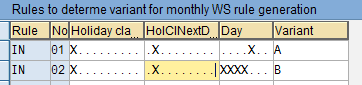 Rules to determe variant for monthly WS rule generation
Rule No Holiday cla... HolClNextD... Day Variant
IN 01 X......... .X........ ....X.. A
IN 02 X......... .X........ XXXX... B